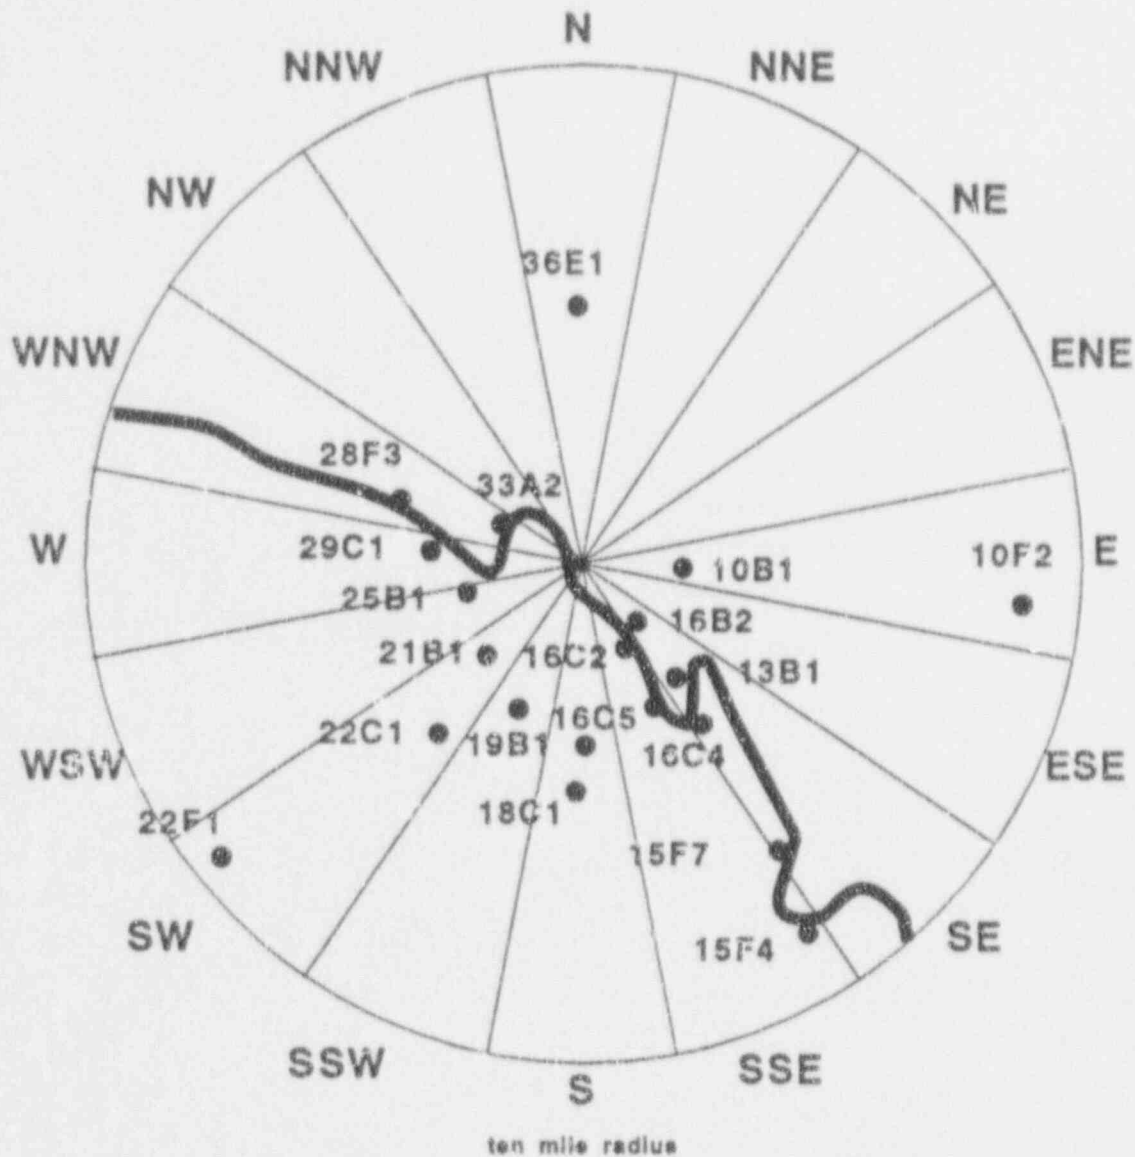 N
NNW
NNE
NW
NE
36E1
WNW
ENE
28F3
33A2
W
29C1
10B1
10F2
E
25B1
16B2
21B1
16C2
13B1
22C1
19B1
16C5
16C4
WSW
ESE
18C1
22F1
15F7
SW
15F4
SE
SSW
SSE
S
ten mile radius